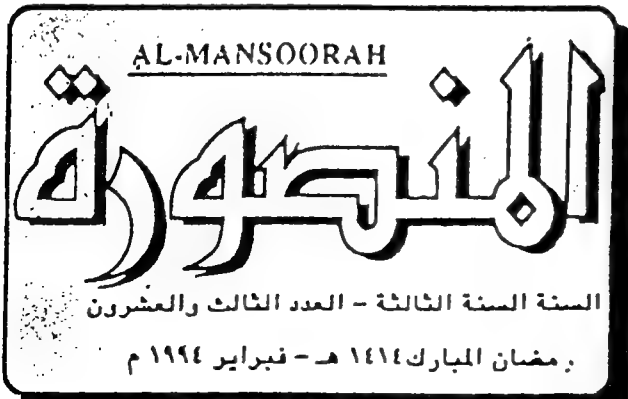 AL-MANSOORAH
المنصورة
السنة السنة الثالثة - العدد الثالث والعشرون
رمضان المبارك ١٤١٤ هـ - فبراير ١٩٩٤ م